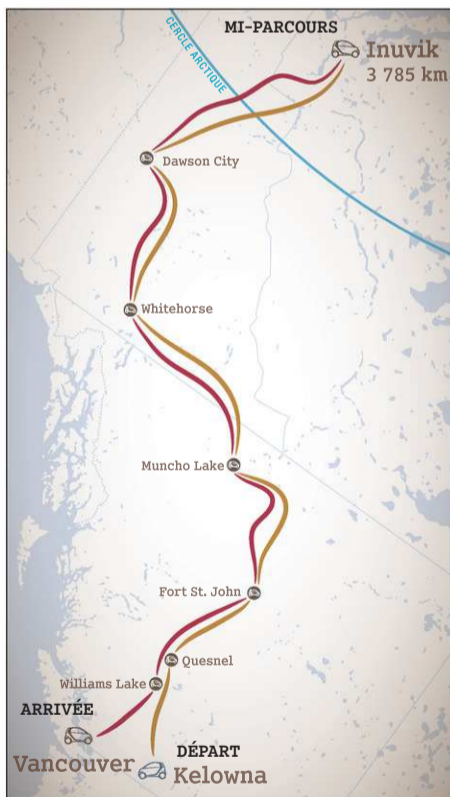 MI-PARCOURS
Inuvik
3 785 km
CERCLE ARCTIQUE
Dawson City
Whitehorse
Muncho Lake
Fort St. John
Quesnel
Williams Lake
ARRIVÉE
Vancouver
DÉPART
Kelowna